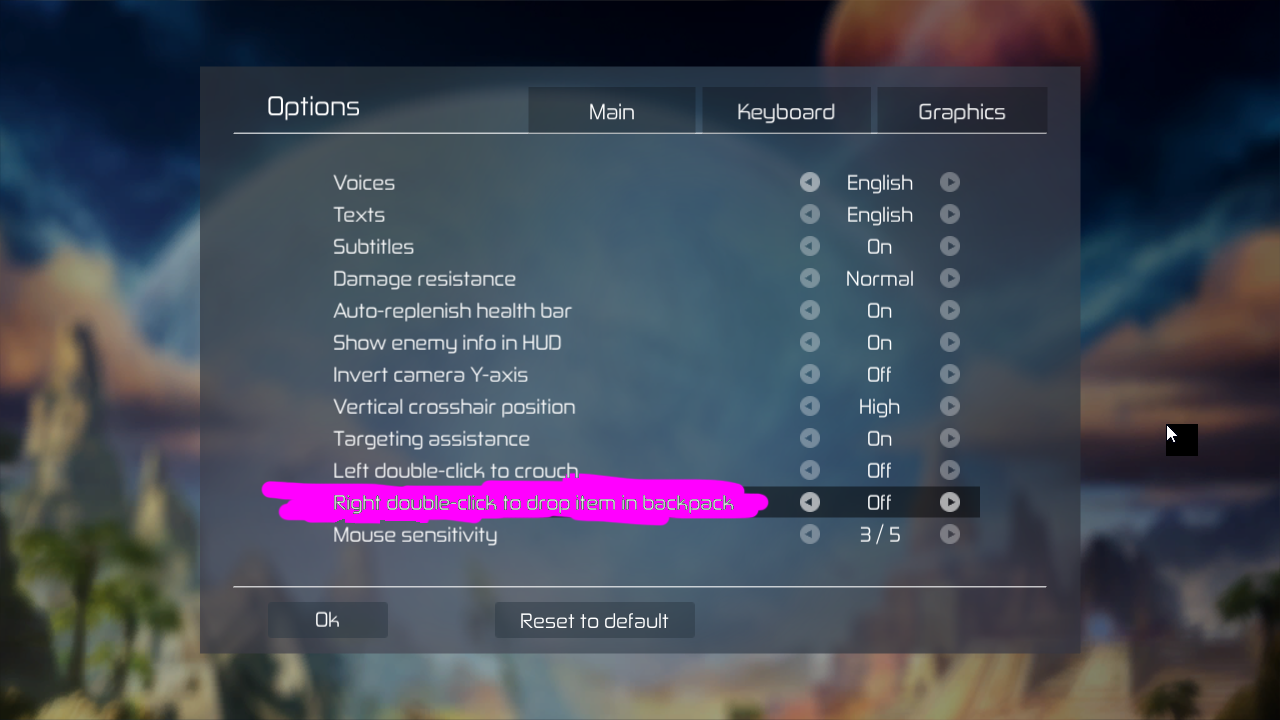 Options
Main
Keyboard
Graphics
Voices English
Texts English
Subtitles On
Damage resistance Normal
Auto-replenish health bar On
Show enemy info in HUD On
Invert camera Y-axis Off
Vertical crosshair position High
Targeting assistance On
Left double-click to crouch Off
Right double-click to drop item in backpack Off
Mouse sensitivity 3 / 5
Ok
Reset to default